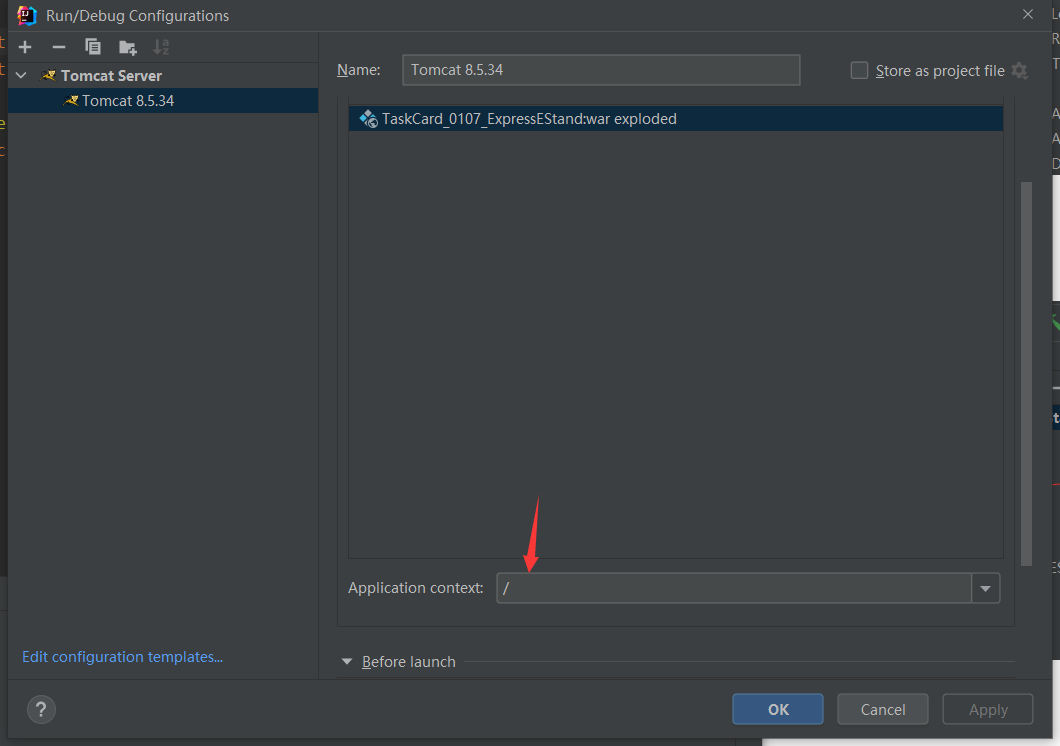 Run/Debug Configurations
Name: Tomcat 8.5.34
Store as project file
Tomcat Server
Tomcat 8.5.34
TaskCard_0107_ExpressEStand:war exploded
Application context: /
Edit configuration templates...
Before launch
?
OK
Cancel
Apply